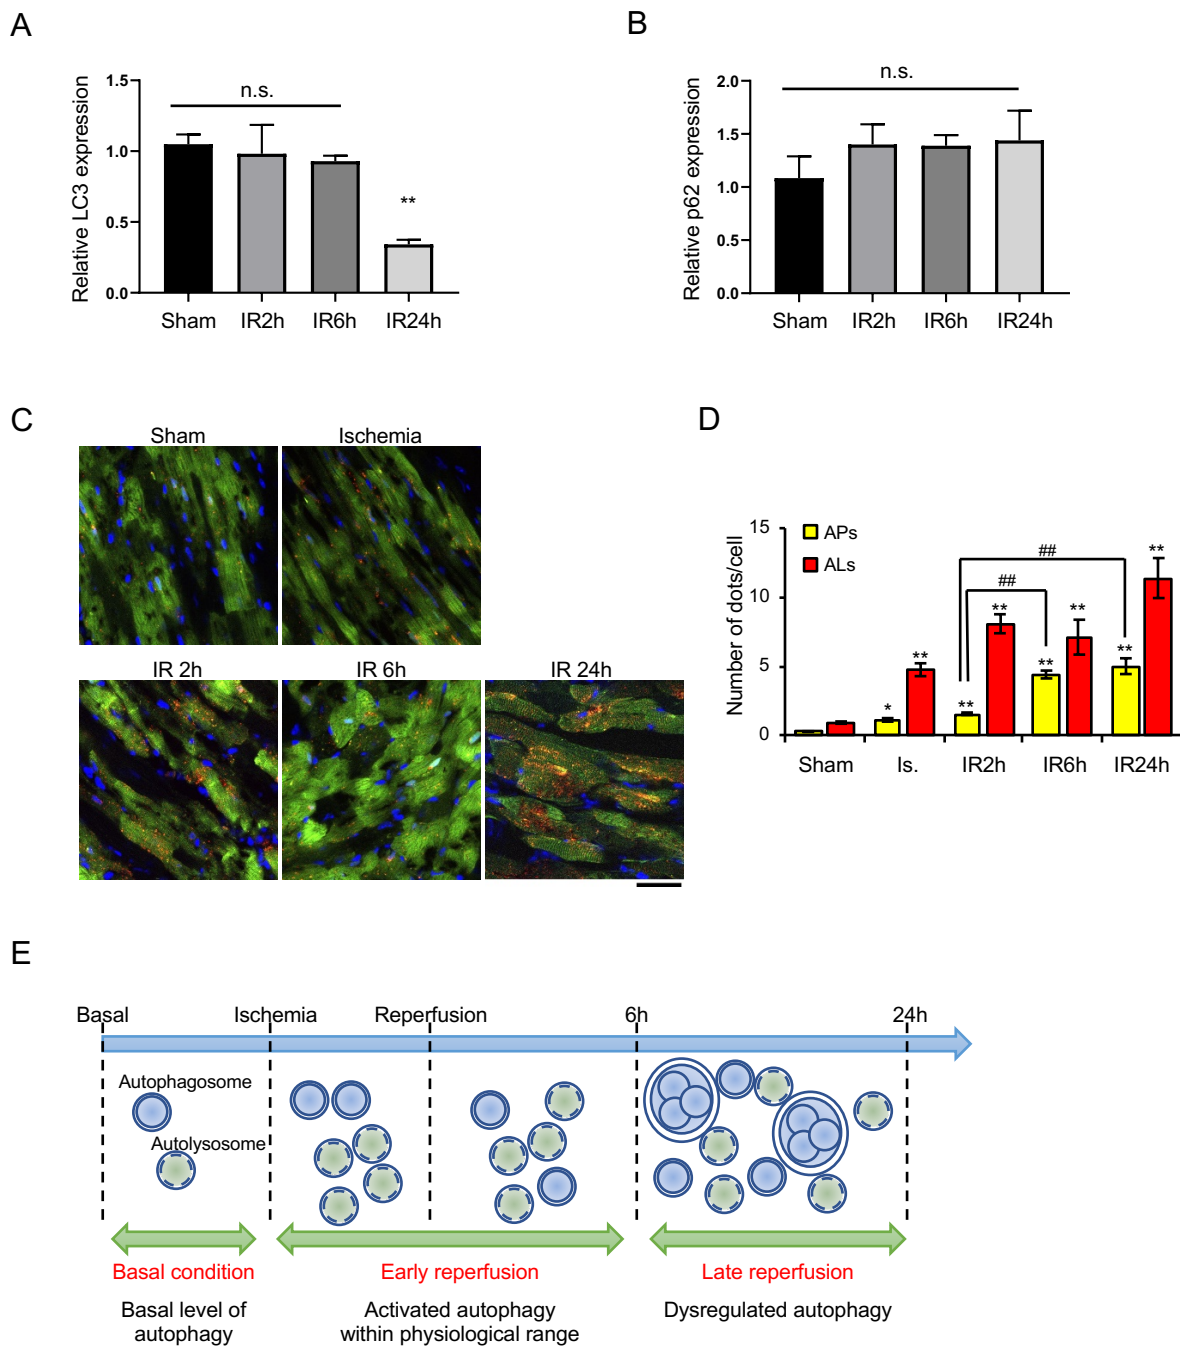 A
Relative LC3 expression
1.5
1.0
0.5
0.0
n.s.
**
Sham IR2h IR6h IR24h
B
Relative p62 expression
2.0
1.5
1.0
0.5
0.0
n.s.
Sham IR2h IR6h IR24h
C
Sham Ischemia
IR 2h IR 6h IR 24h
D
Number of dots/cell
15
10
5
0
APs
ALs
##
##
* ** ** ** ** ** ** **
Sham Is. IR2h IR6h IR24h
E
Basal Ischemia Reperfusion 6h 24h
Autophagosome
Autolysosome
Basal condition Early reperfusion Late reperfusion
Basal level of
autophagy
Activated autophagy
within physiological range
Dysregulated autophagy